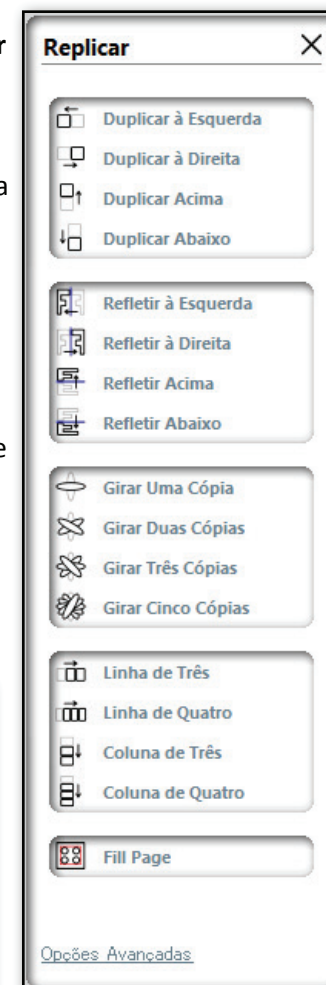 r
Replicar
a
Duplicar à Esquerda
Duplicar à Direita
Duplicar Acima
Duplicar Abaixo
Refletir à Esquerda
Refletir à Direita
Refletir Acima
Refletir Abaixo
e
Girar Uma Cópia
Girar Duas Cópias
Girar Três Cópias
Girar Cinco Cópias
Linha de Três
Linha de Quatro
Coluna de Três
Coluna de Quatro
Fill Page
Opções Avançadas